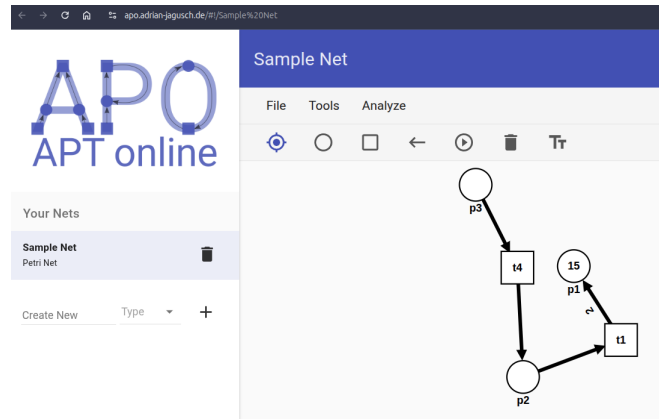 apo.adrian-jagusch.de/#!/Sample%20Net
APO
APT online
Sample Net
File Tools Analyze
Tт
Your Nets
Sample Net
Petri Net
Create New Type
p3
t4
15
p1
2
t1
p2